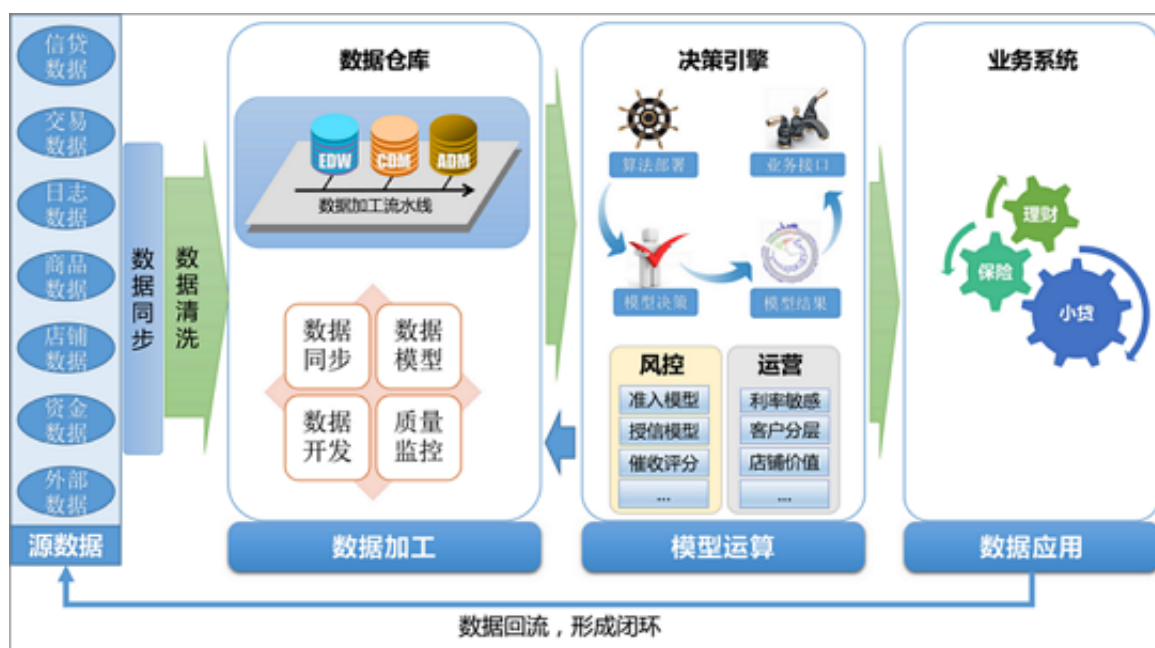 信贷
数据
交易
数据
日志
数据
商品
数据
店铺
数据
资金
数据
外部
数据
源数据
数据同步
数据清洗
数据仓库
EDW
CDM
ADM
数据加工流水线
数据
同步
数据
模型
数据
开发
质量
监控
数据加工
决策引擎
算法部署
业务接口
模型决策
模型结果
风控
准入模型
授信模型
催收评分
...
运营
利率敏感
客户分层
店铺价值
...
模型运算
业务系统
理财
保险
小贷
数据应用
数据回流，形成闭环